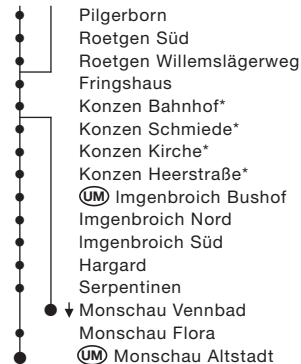 Pilgerborn
Roetgen Süd
Roetgen Willemslägerweg
Fringshaus
Konzen Bahnhof*
Konzen Schmiede*
Konzen Kirche*
Konzen Heerstraße*
UM Imgenbroich Bushof
Imgenbroich Nord
Imgenbroich Süd
Hargard
Serpentinen
Monschau Vennbad
Monschau Flora
UM Monschau Altstadt